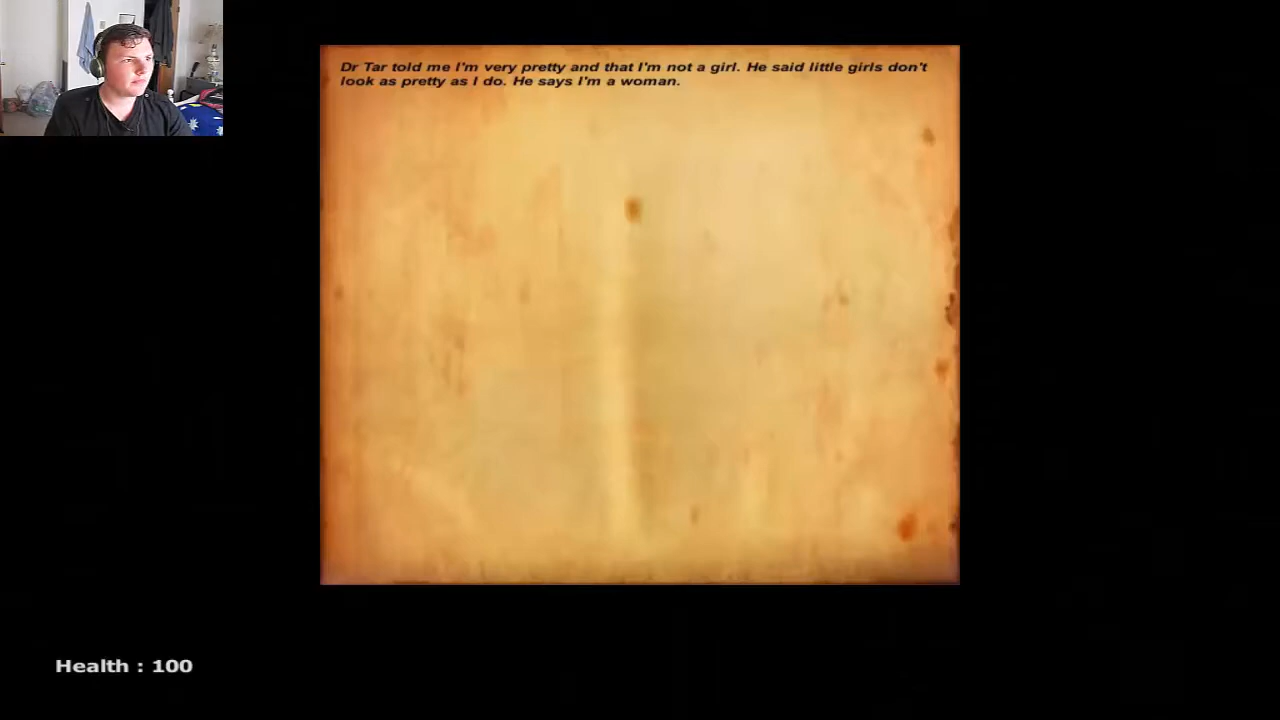 Dr Tar told me I'm very pretty and that I'm not a girl. He said little girls don't
look as pretty as I do. He says I'm a woman.
Health : 100